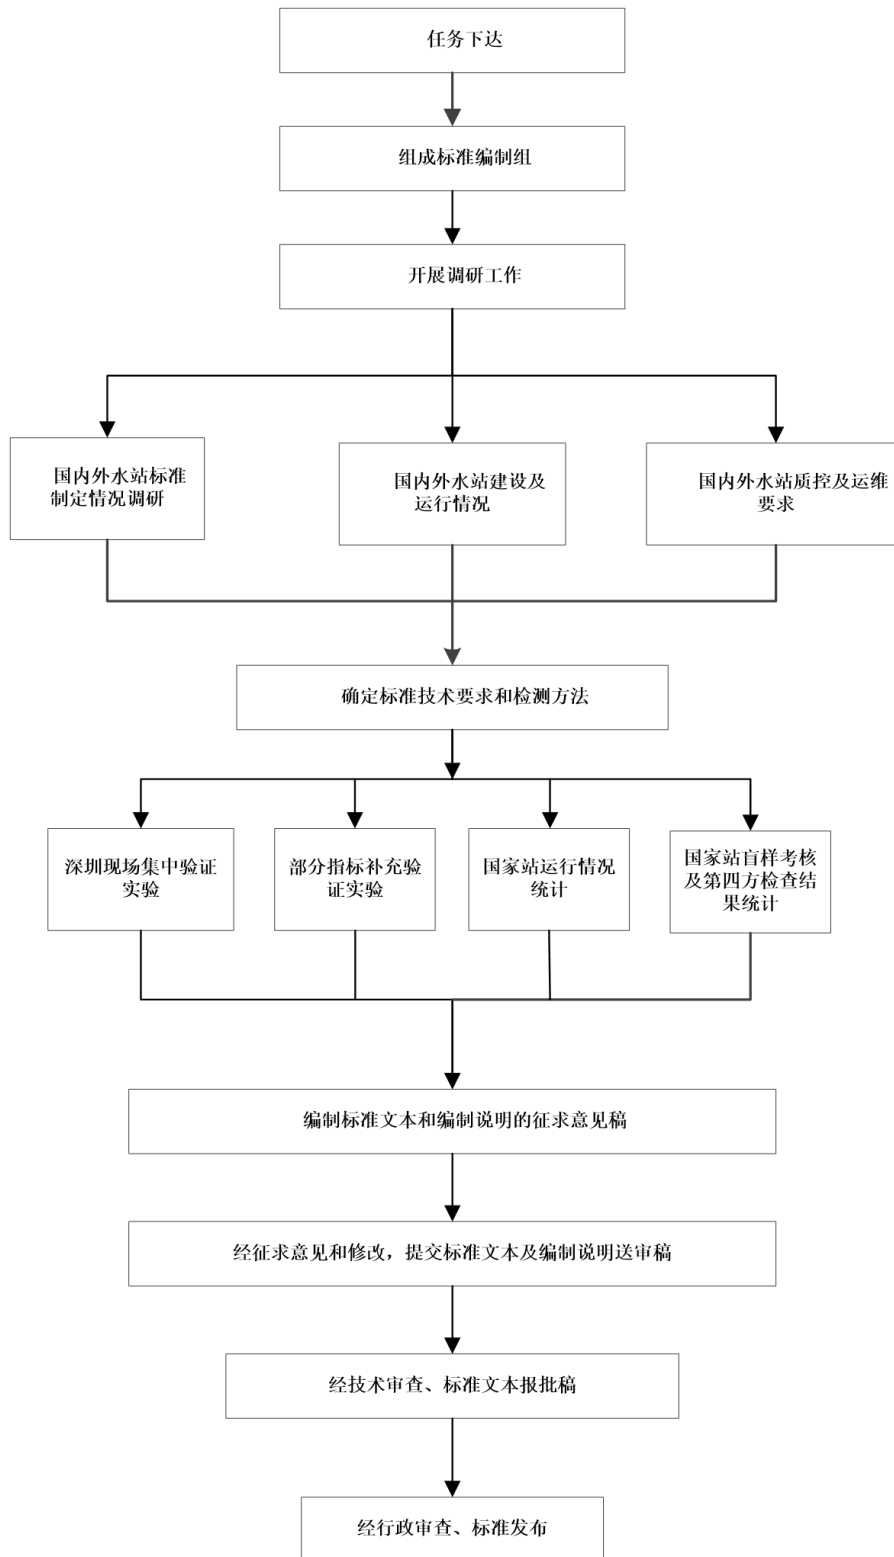 任务下达
组成标准编制组
开展调研工作
国内外水站标准
制定情况调研
国内外水站建设及
运行情况
国内外水站质控及运维
要求
确定标准技术要求和检测方法
深圳现场集中验证
实验
部分指标补充验
证实验
国家站运行情况
统计
国家站盲样考核
及第四方检查结
果统计
编制标准文本和编制说明的征求意见稿
经征求意见和修改，提交标准文本及编制说明送审稿
经技术审查、标准文本报批稿
经行政审查、标准发布